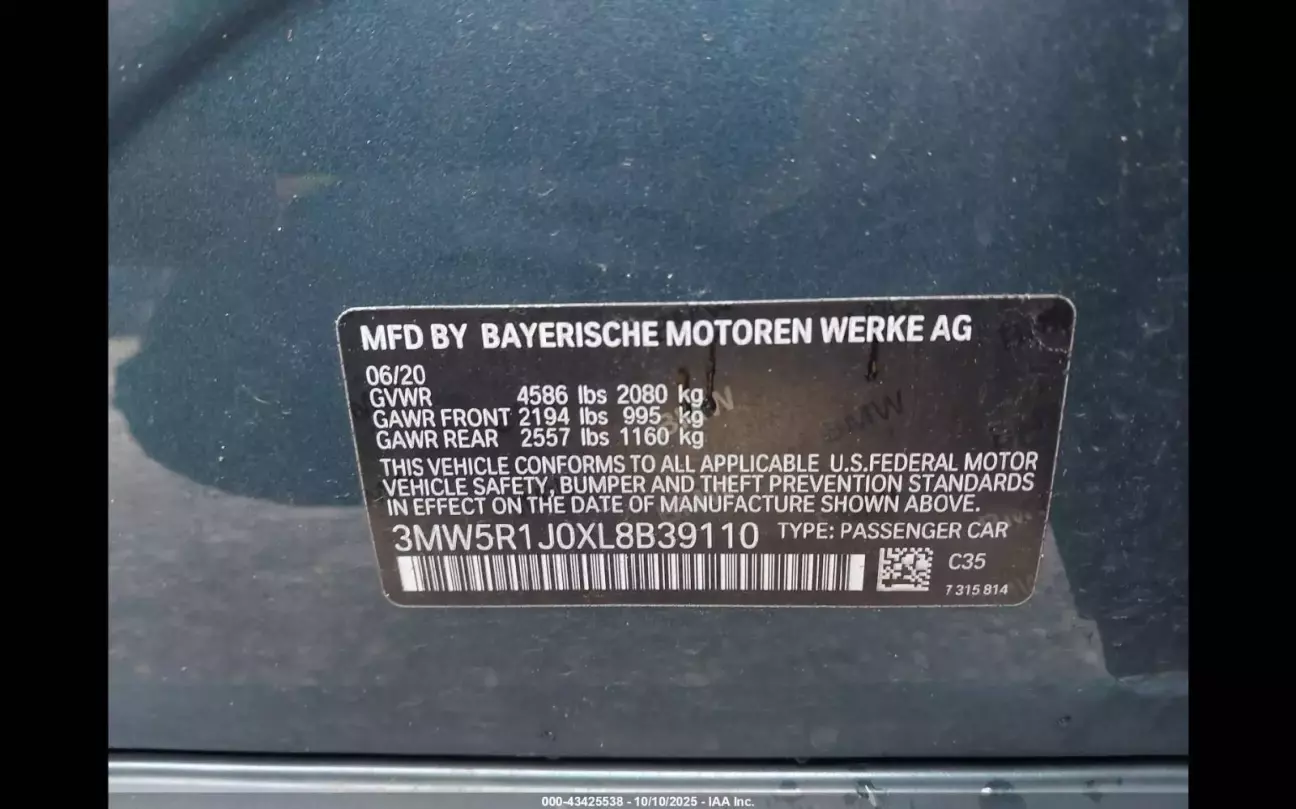 MFD BY BAYERISCHE MOTOREN WERKE AG
06/20
GVWR 4586 lbs 2080 kg
GAWR FRONT 2194 lbs 995 kg
GAWR REAR 2557 lbs 1160 kg
THIS VEHICLE CONFORMS TO ALL APPLICABLE U.S.FEDERAL MOTOR
VEHICLE SAFETY, BUMPER AND THEFT PREVENTION STANDARDS
IN EFFECT ON THE DATE OF MANUFACTURE SHOWN ABOVE.
3MW5R1J0XL8B39110 TYPE: PASSENGER CAR
C35
7 315 814
BMW
BMW
000-43425538 - 10/10/2025 - IAA Inc.